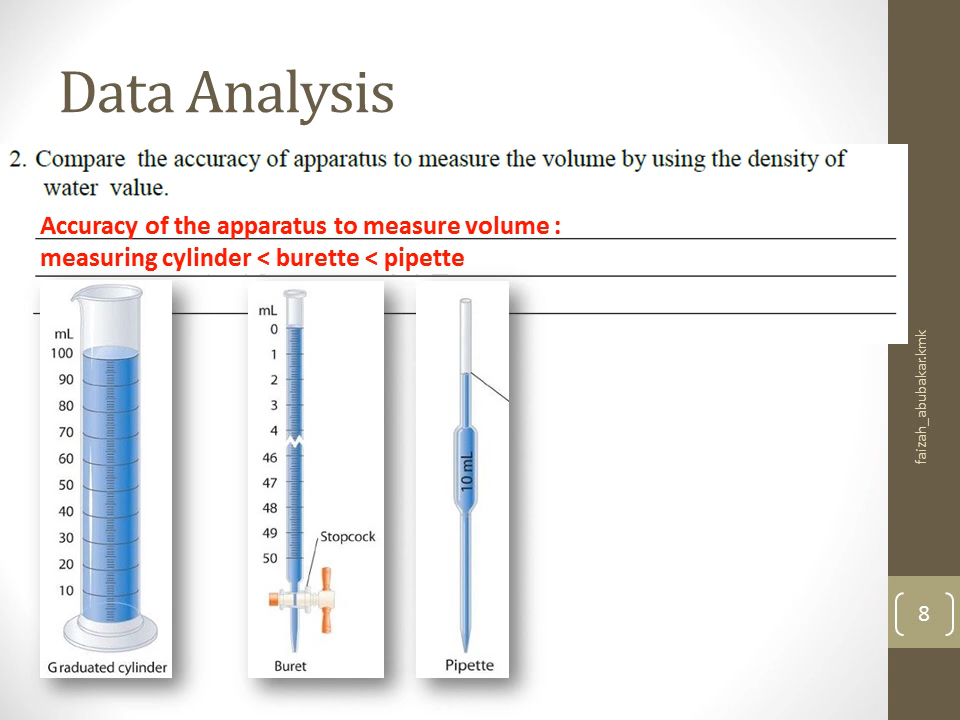 Data Analysis
2. Compare the accuracy of apparatus to measure the volume by using the density of
water value.
Accuracy of the apparatus to measure volume :
measuring cylinder < burette < pipette
mL
100
90
80
70
60
50
40
30
20
10
Graduated cylinder
mL
0
1
2
3
4
46
47
48
49
50
Stopcock
Buret
10 mL
Pipette
faizah_abubakar.kmk
8